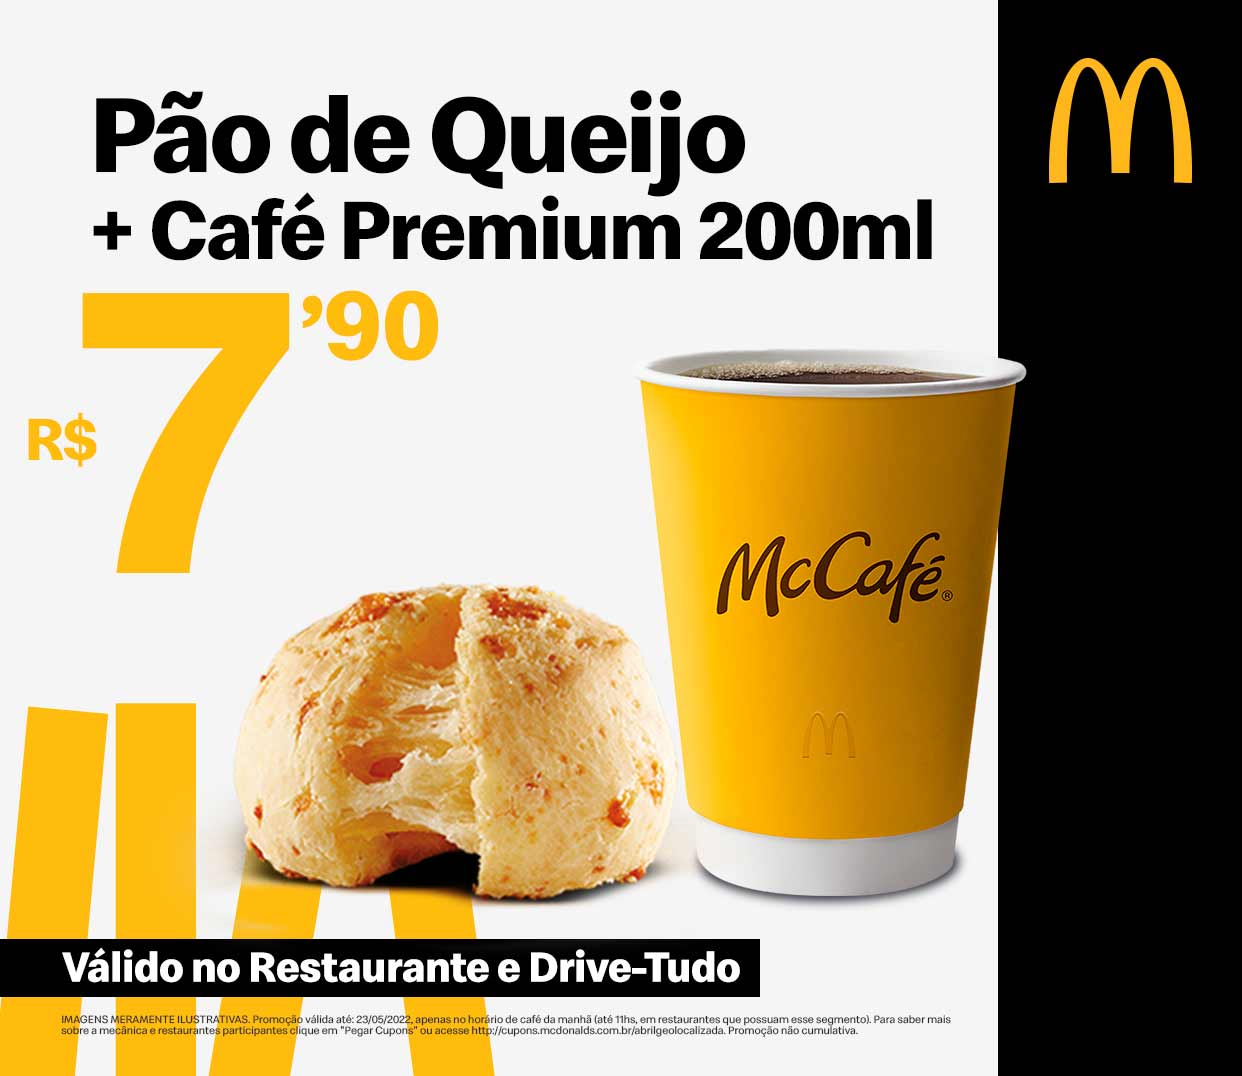 Pão de Queijo
+ Café Premium 200ml
R$ 7’90
McCafé®
Válido no Restaurante e Drive-Tudo
IMAGENS MERAMENTE ILUSTRATIVAS. Promoção válida até: 23/05/2022, apenas no horário de café da manhã (até 11hs, em restaurantes que possuam esse segmento). Para saber mais
sobre a mecânica e restaurantes participantes clique em "Pegar Cupons" ou acesse http://cupons.mcdonalds.com.br/abrilgeolocalizada. Promoção não cumulativa.